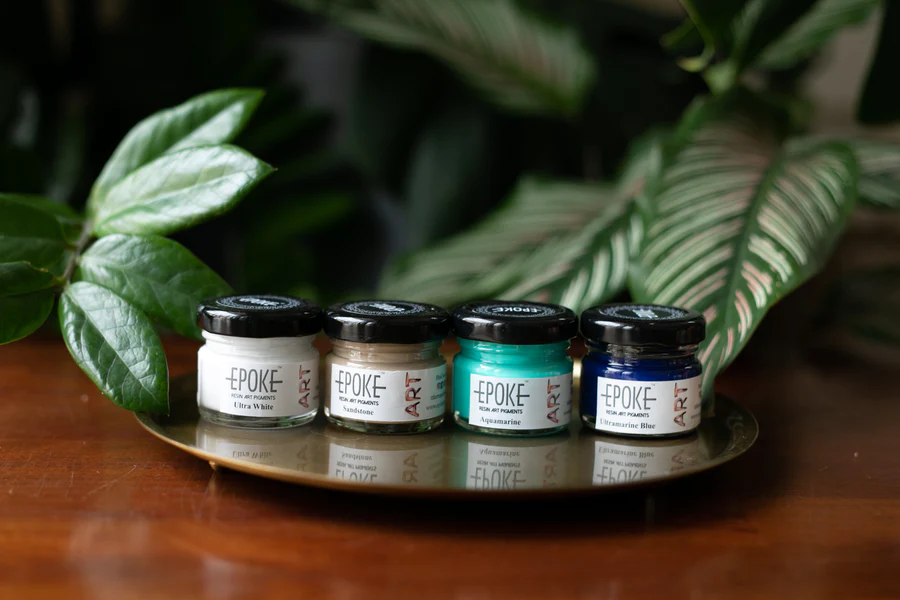 EPOKE
RESIN ART PIGMENTS
Ultra White
ART
EPOKE
RESIN ART PIGMENTS
Sandstone
ART
EPOKE
EPOKE
RESIN ART PIGMENTS
Aquamarine
ART
EPOKE
RESIN ART PIGMENTS
Ultramarine Blue
ART